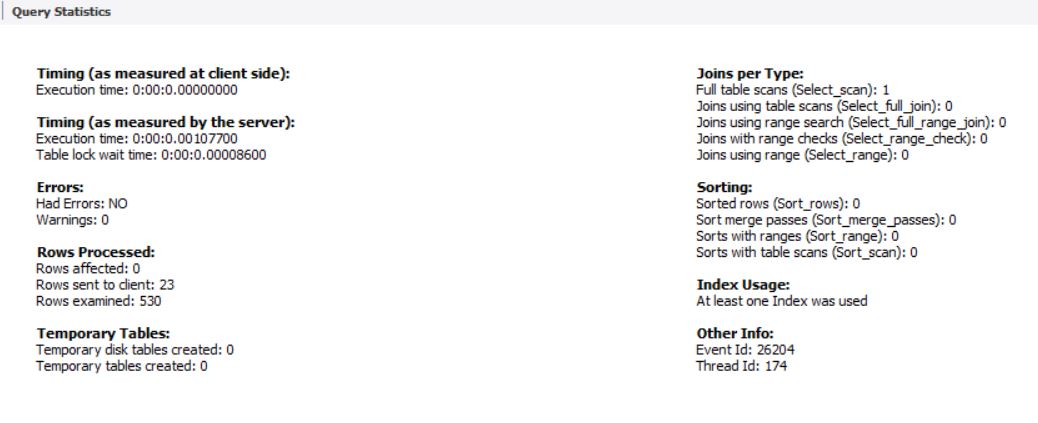 Query Statistics
Timing (as measured at client side):
Execution time: 0:00:0.00000000
Timing (as measured by the server):
Execution time: 0:00:0.00107700
Table lock wait time: 0:00:0.00008600
Errors:
Had Errors: NO
Warnings: 0
Rows Processed:
Rows affected: 0
Rows sent to client: 23
Rows examined: 530
Temporary Tables:
Temporary disk tables created: 0
Temporary tables created: 0
Joins per Type:
Full table scans (Select_scan): 1
Joins using table scans (Select_full_join): 0
Joins using range search (Select_full_range_join): 0
Joins with range checks (Select_range_check): 0
Joins using range (Select_range): 0
Sorting:
Sorted rows (Sort_rows): 0
Sort merge passes (Sort_merge_passes): 0
Sorts with ranges (Sort_range): 0
Sorts with table scans (Sort_scan): 0
Index Usage:
At least one Index was used
Other Info:
Event Id: 26204
Thread Id: 174